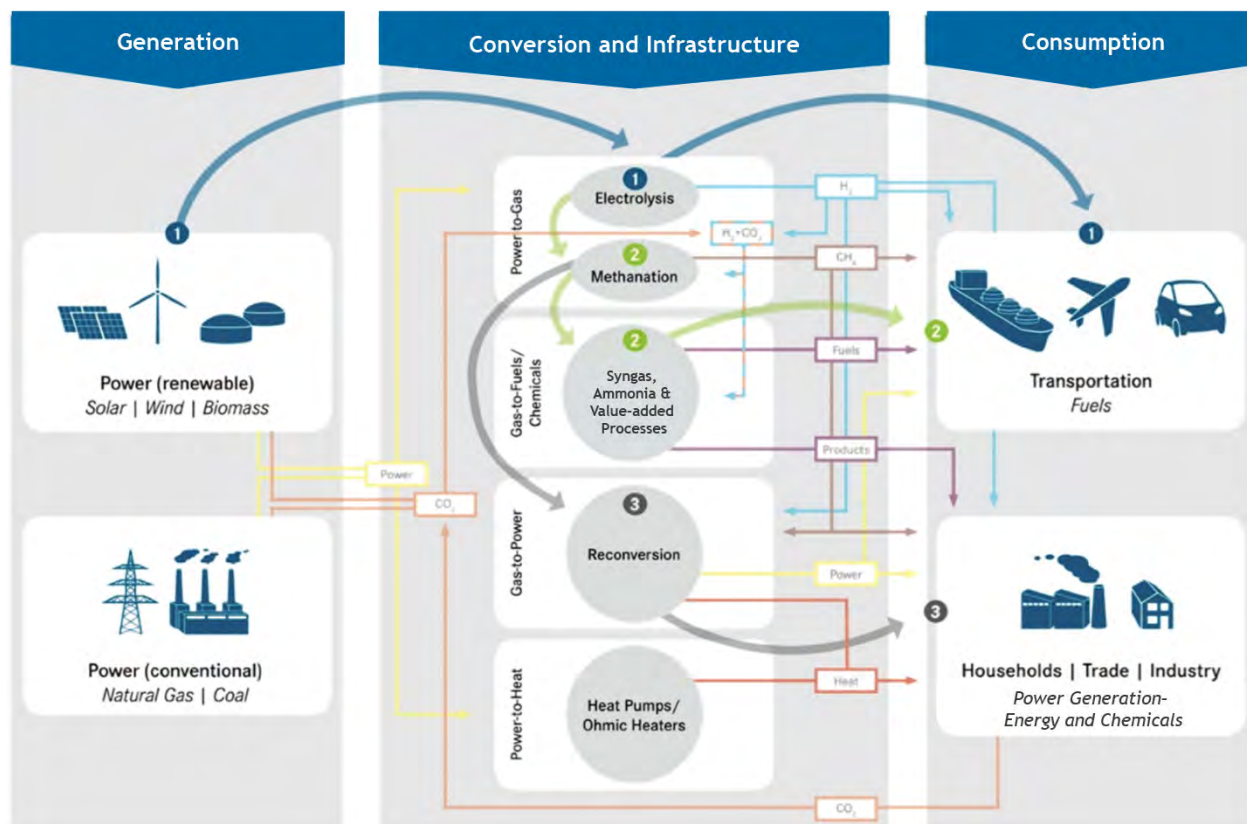 Generation
Conversion and Infrastructure
Consumption
1
Power (renewable)
Solar | Wind | Biomass
Power (conventional)
Natural Gas | Coal
Power
CO₂
Power-to-Gas
1
Electrolysis
2
Methanation
Gas-to-Fuels/
Chemicals
2
Syngas,
Ammonia &
Value-added
Processes
Gas-to-Power
3
Reconversion
Power-to-Heat
Heat Pumps/
Ohmic Heaters
H₂
H₂+CO₂
CH₄
Fuels
Products
Power
Heat
CO₂
1
2
Transportation
Fuels
3
Households | Trade | Industry
Power Generation-
Energy and Chemicals